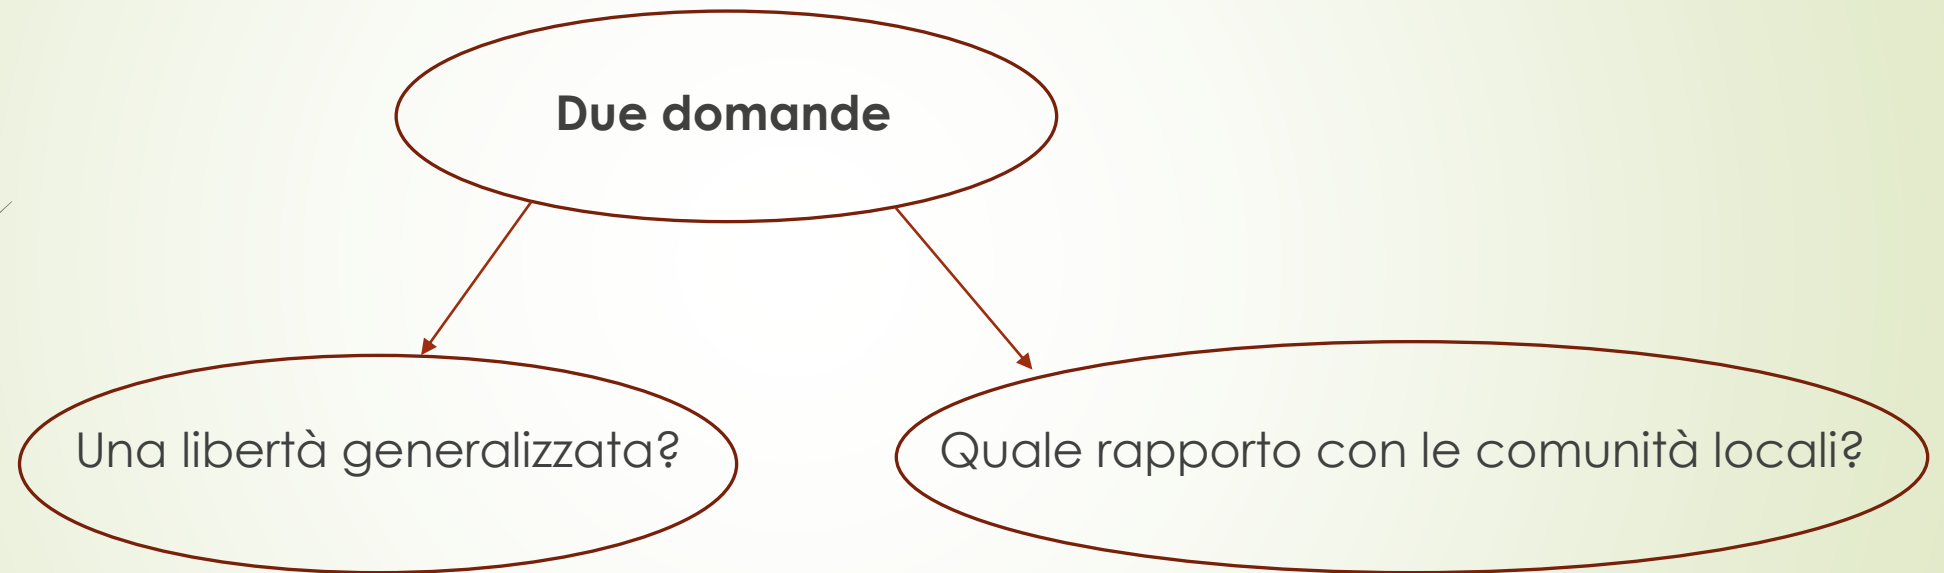 Due domande
Una libertà generalizzata?
Quale rapporto con le comunità locali?